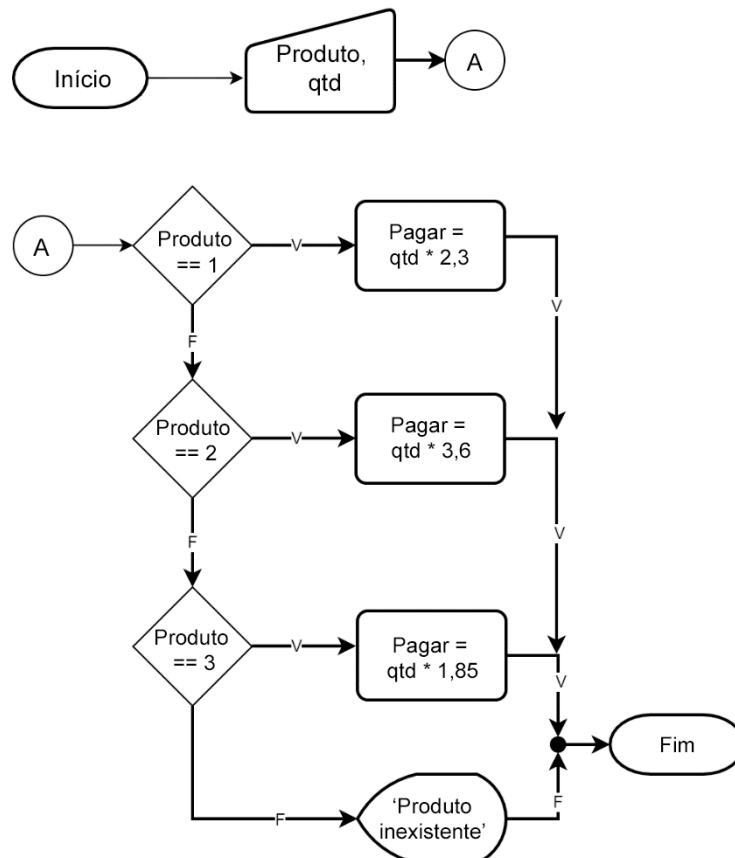 Início
Produto,
qtd
A
A
Produto
== 1
V
Pagar =
qtd * 2,3
V
F
Produto
== 2
V
Pagar =
qtd * 3,6
V
F
Produto
== 3
V
Pagar =
qtd * 1,85
V
Fim
F
‘Produto
inexistente’
F